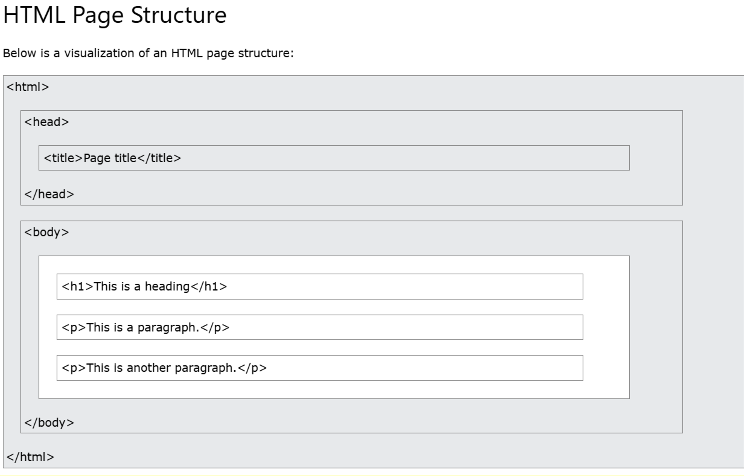 HTML Page Structure
Below is a visualization of an HTML page structure:
<html>
<head>
<title>Page title</title>
</head>
<body>
<h1>This is a heading</h1>
<p>This is a paragraph.</p>
<p>This is another paragraph.</p>
</body>
</html>